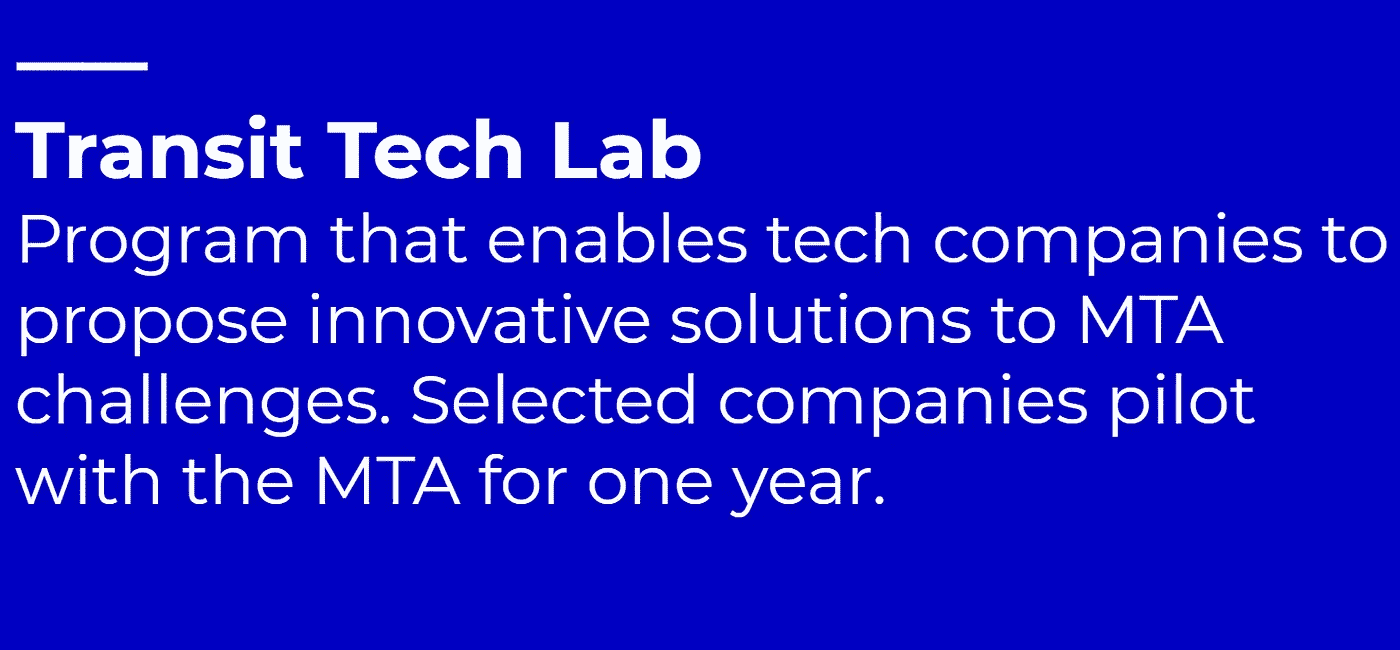 Transit Tech Lab
Program that enables tech companies to
propose innovative solutions to MTA
challenges. Selected companies pilot
with the MTA for one year.